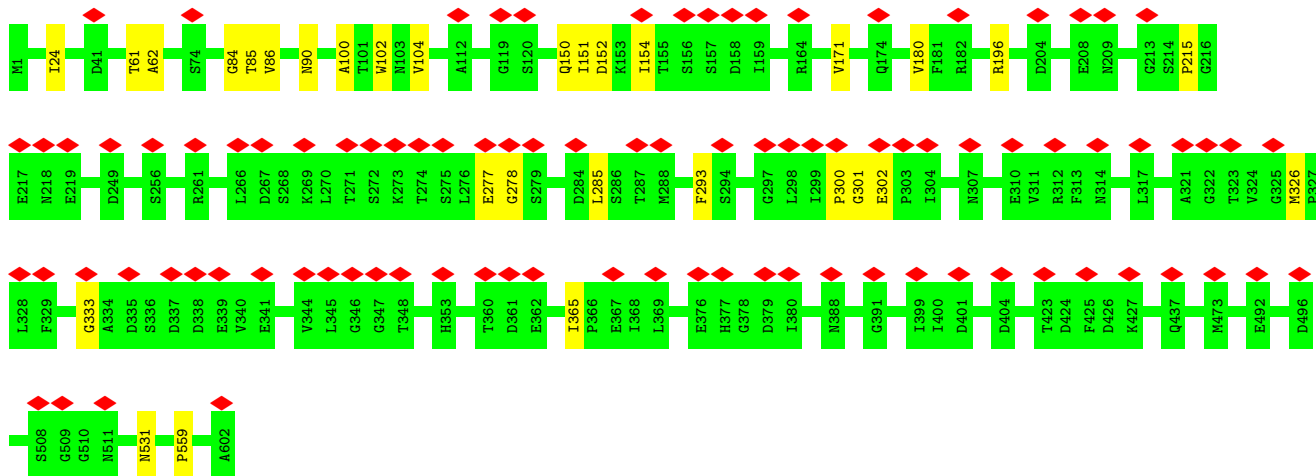 M1 I24 D41 T61 A62 S74 G84 T85 V86 N90 A100 T101 W102 N103 V104 A112 G119 S120 Q150 I151 D152 K153 I154 T155 S156 S157 D158 I159 R164 V171 Q174 V180 F181 R182 R196 D204 E208 N209 G213 S214 P215 G216
E217 N218 E219 D249 S256 R261 L266 D267 S268 K269 L270 T271 S272 K273 T274 S275 L276 E277 G278 S279 D284 L285 S286 T287 M288 F293 S294 G297 L298 I299 P300 G301 E302 P303 I304 N307 E310 V311 R312 F313 N314 L317 A321 G322 T323 V324 G325 M326 P327
L328 F329 G333 A334 D335 S336 D337 D338 E339 V340 E341 V344 L345 G346 G347 T348 H353 T360 D361 E362 I365 P366 E367 I368 L369 E376 H377 G378 D379 I380 N388 G391 I399 I400 D401 D404 T423 D424 F425 D426 K427 Q437 M473 E492 D496
S508 G509 G510 N511 N531 P559 A602